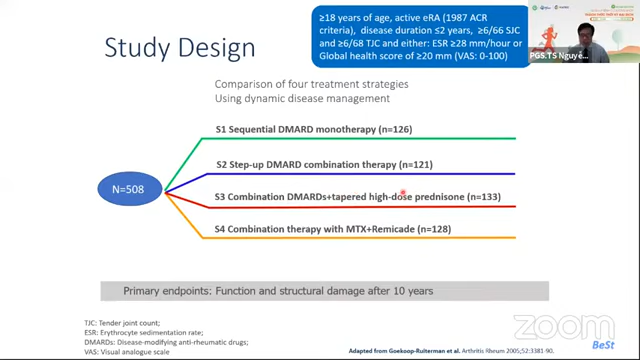 Study Design
≥18 years of age, active eRA (1987 ACR
criteria), disease duration ≤2 years, ≥6/66 SJC
and ≥6/68 TJC and either: ESR ≥28 mm/hour or
Global health score of ≥20 mm (VAS: 0-100)
PGS.TS Nguyễ...
Comparison of four treatment strategies
Using dynamic disease management
S1 Sequential DMARD monotherapy (n=126)
S2 Step-up DMARD combination therapy (n=121)
N=508
S3 Combination DMARDs+tapered high-dose prednisone (n=133)
S4 Combination therapy with MTX+Remicade (n=128)
Primary endpoints: Function and structural damage after 10 years
TJC: Tender joint count;
ESR: Erythrocyte sedimentation rate;
DMARDs: Disease-modifying anti-rheumatic drugs;
VAS: Visual analogue scale
zoom
BeSt
Adapted from Goekoop-Ruiterman et al. Arthritis Rheum 2005;52:3381-90.